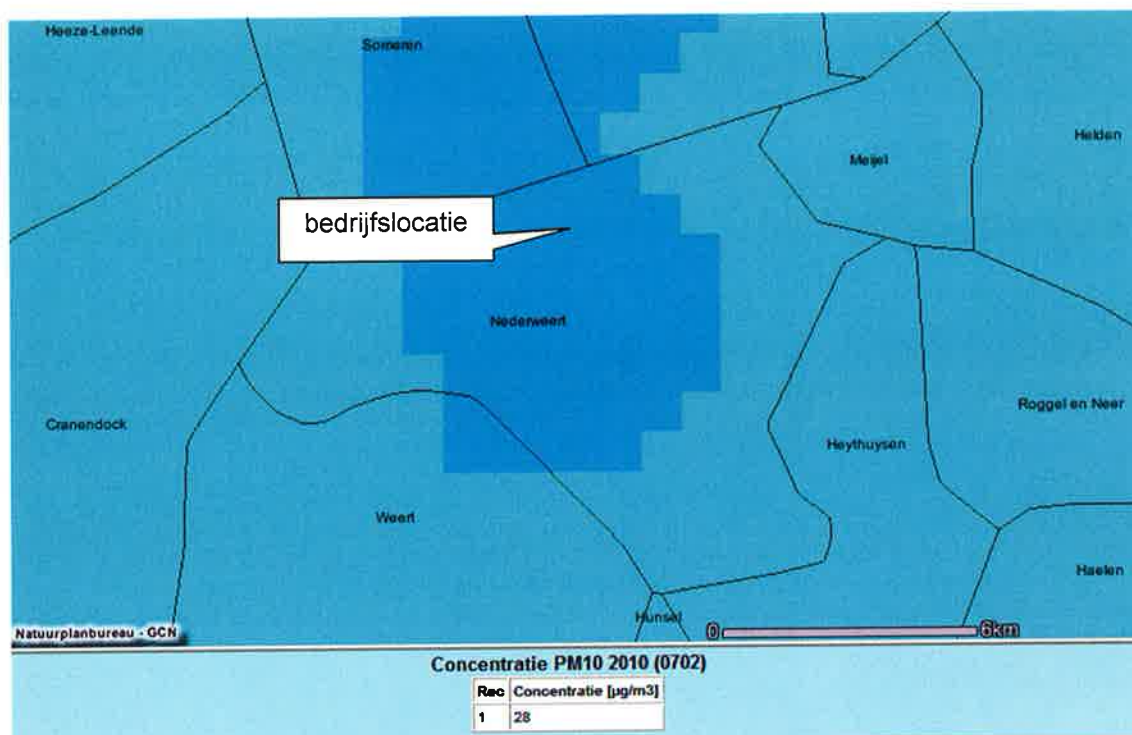 Heeze-Leende
Someren
Helden
Meijel
bedrijfslocatie
Nederweert
Roggel en Neer
Cranendock
Heythuysen
Weert
Haelen
Hunsel
Natuurplanbureau - GCN
0 6km
Concentratie PM10 2010 (0702)
Rec Concentratie [µg/m3]
1 28